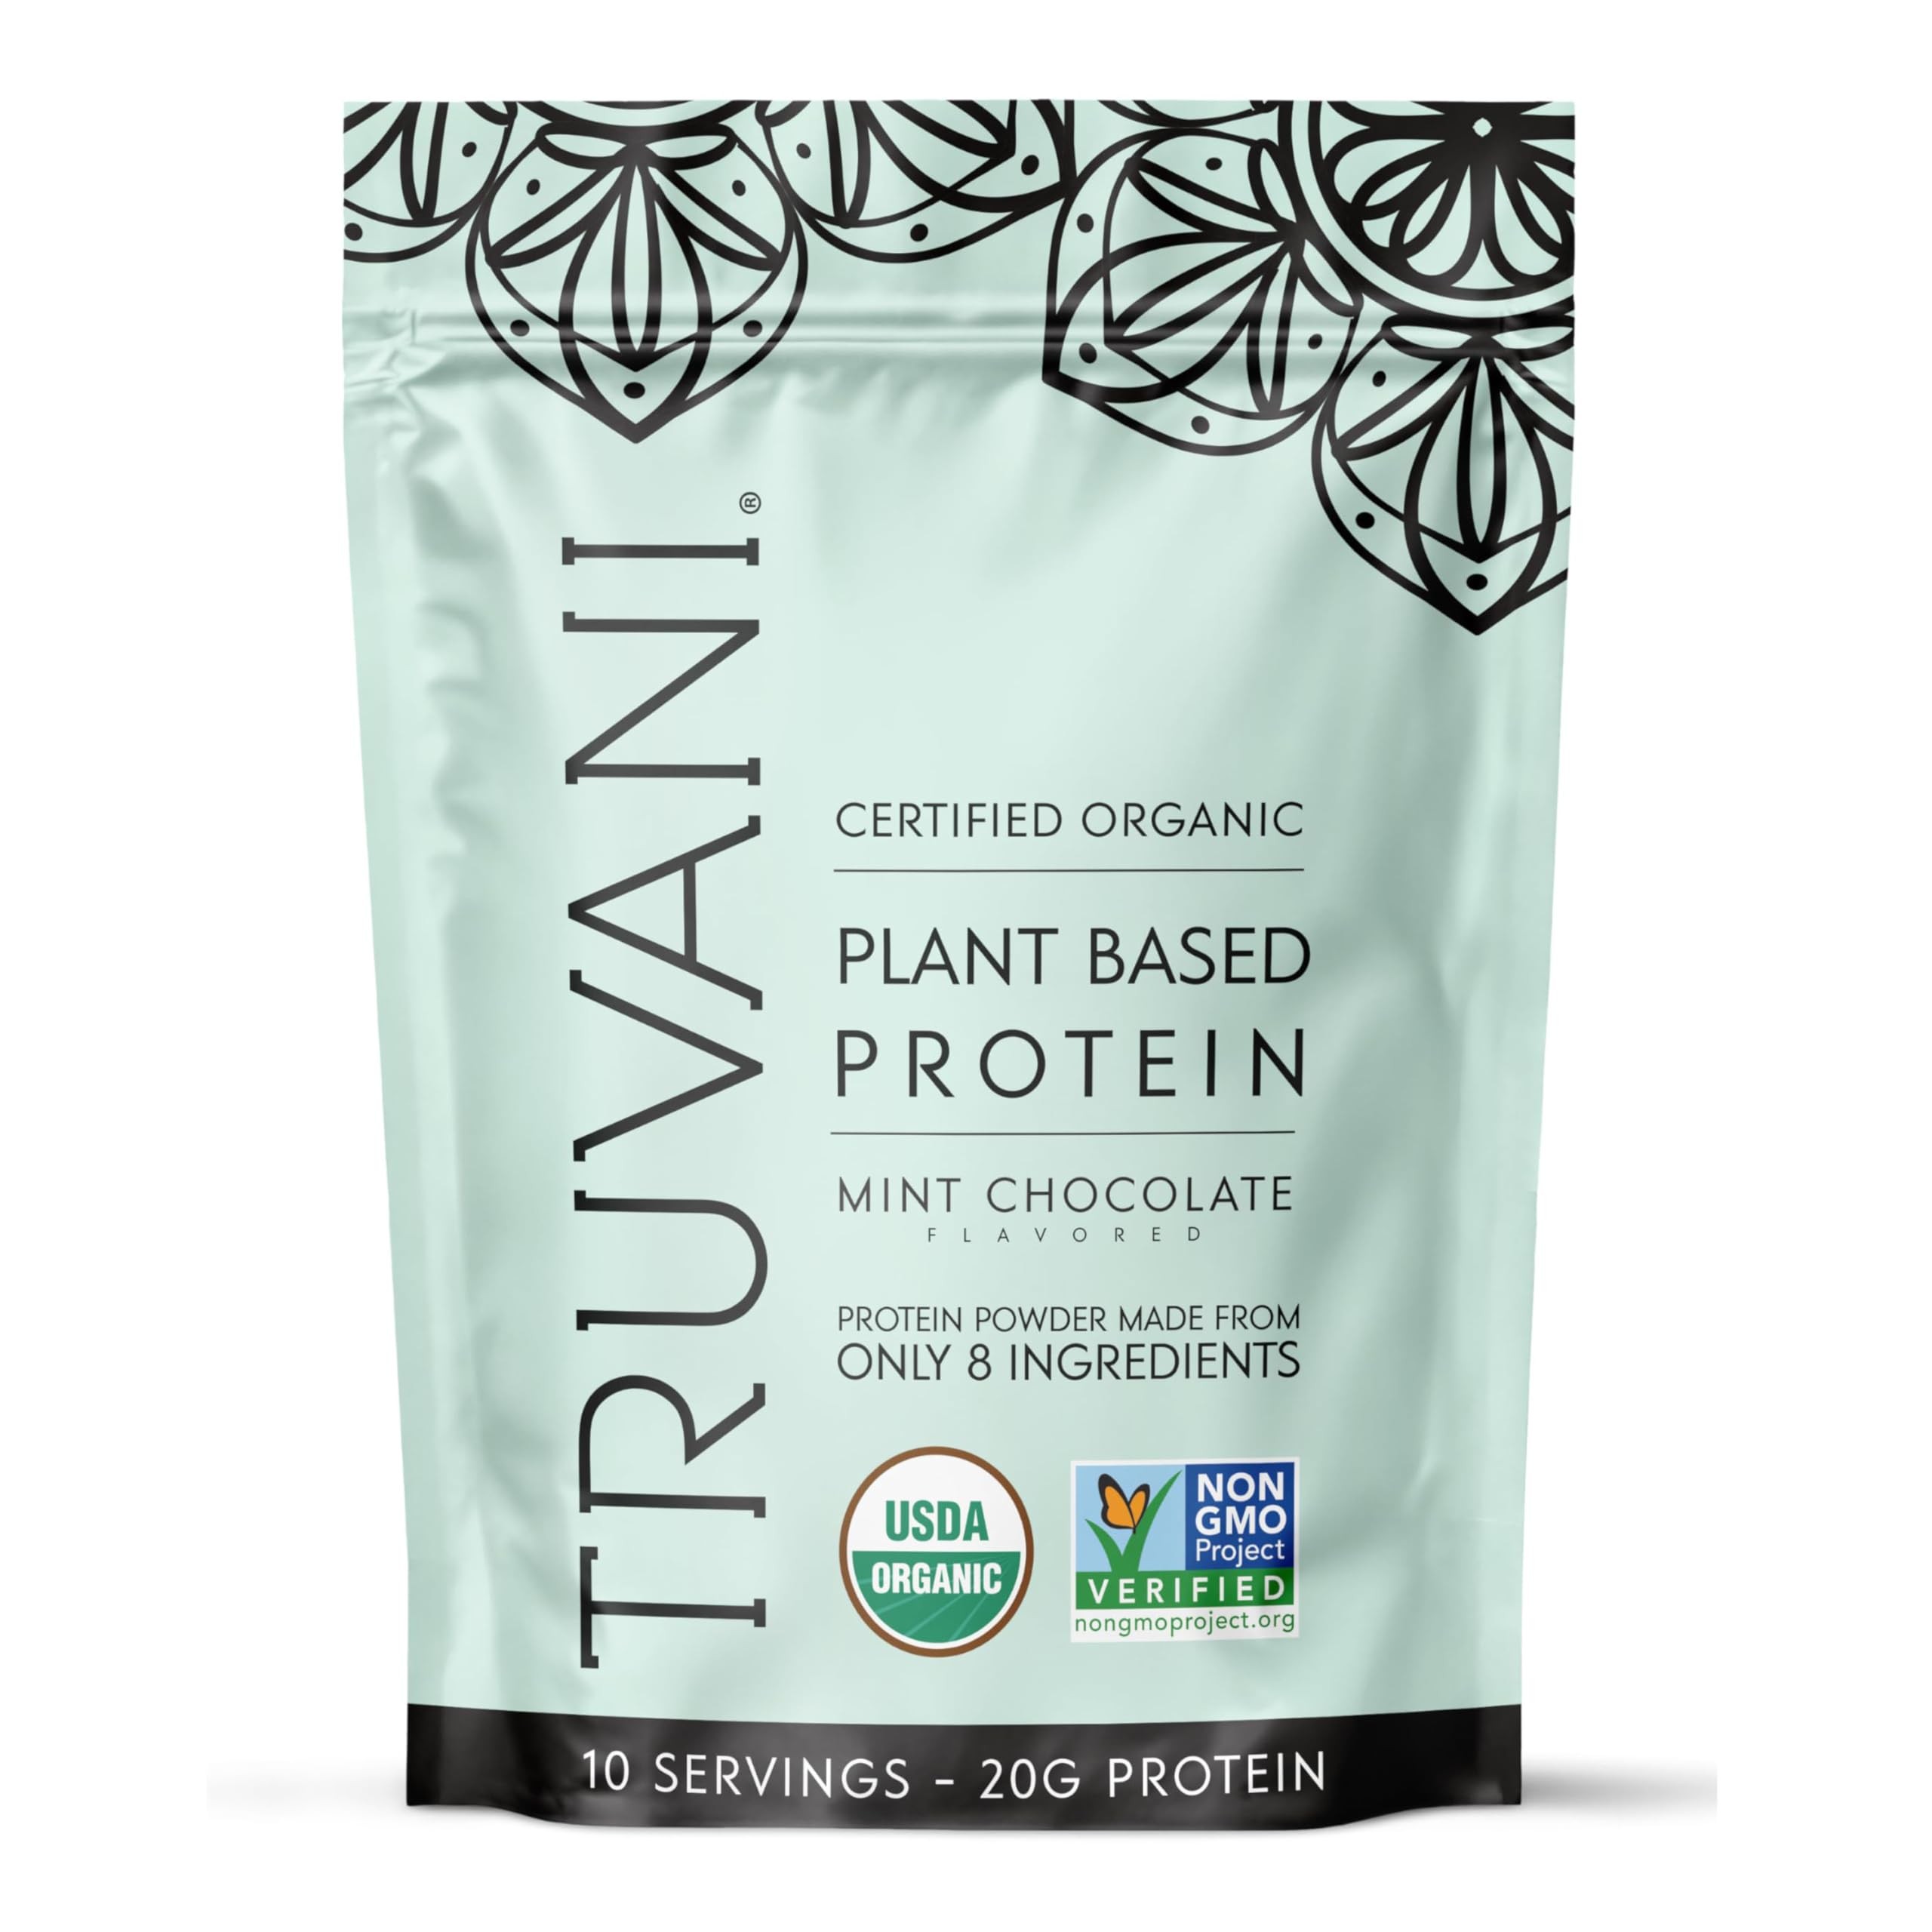 TRUVANI®
CERTIFIED ORGANIC
PLANT BASED
PROTEIN
MINT CHOCOLATE
FLAVORED
PROTEIN POWDER MADE FROM
ONLY 8 INGREDIENTS
USDA
ORGANIC
NON
GMO
Project
VERIFIED
nongmoproject.org
10 SERVINGS - 20G PROTEIN